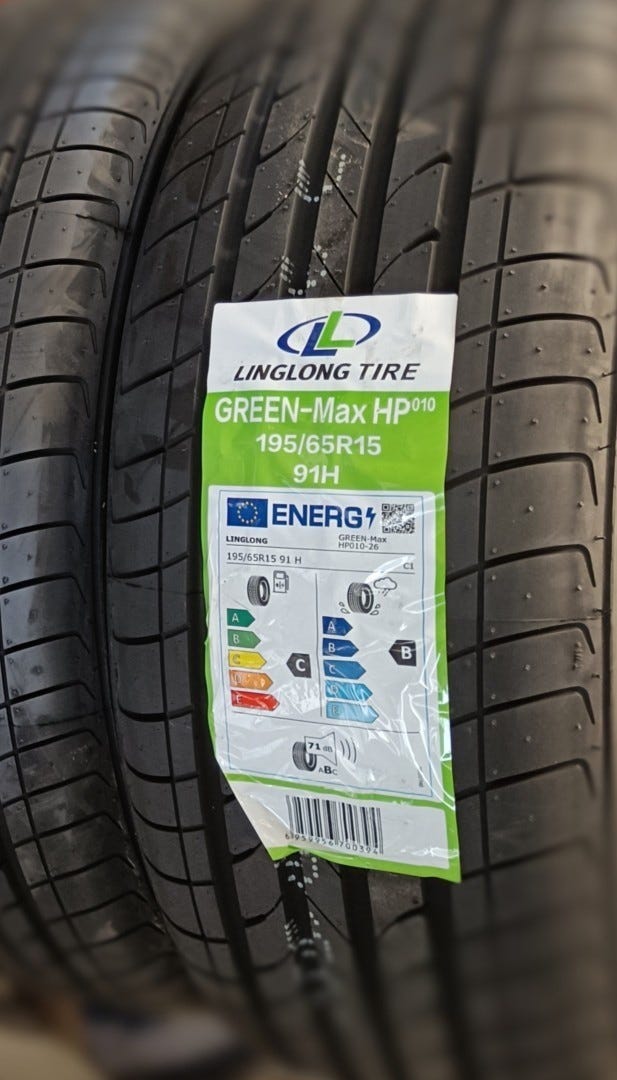 LINGLONG TIRE
GREEN-Max HP010
195/65R15
91H
ENERG
LINGLONG
GREEN-Max
HP010-26
195/65R15 91 H
C1
A
B
C
D
E
C
A
B
C
D
E
B
71 dB
ABC
6959956700394